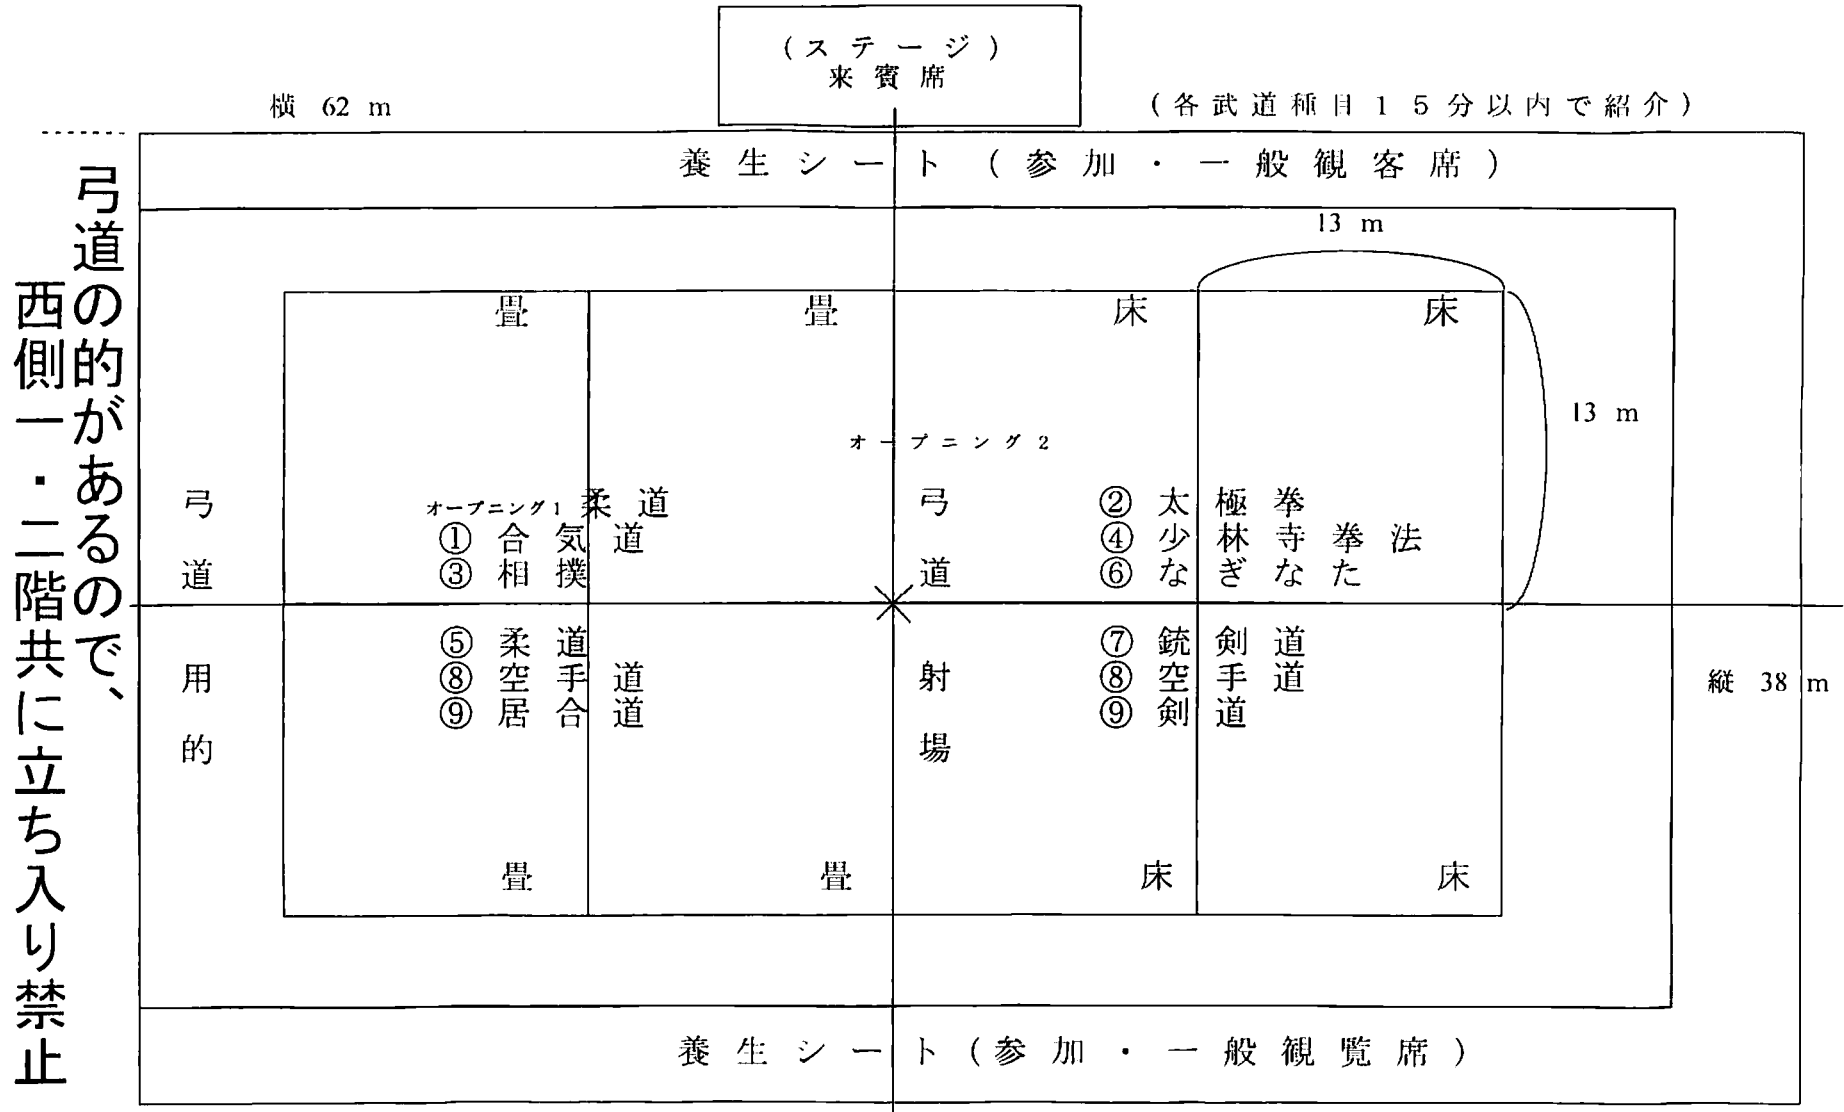 (ステージ)
来賓席
横 62 m
(各武道種目15分以内で紹介)
養生シート(参加・一般観客席)
弓道の的があるので、
西側一・二階共に立ち入り禁止
13 m
畳
畳
床
床
13 m
オープニング2
オープニング1 柔道
①合気道
③相撲
②太極拳
④少林寺拳法
⑥なぎなた
弓道用的
弓道射場
⑤柔道
⑧空手道
⑨居合道
⑦銃剣道
⑧空手道
⑨剣道
縦 38 m
畳
畳
床
床
養生シート(参加・一般観覧席)